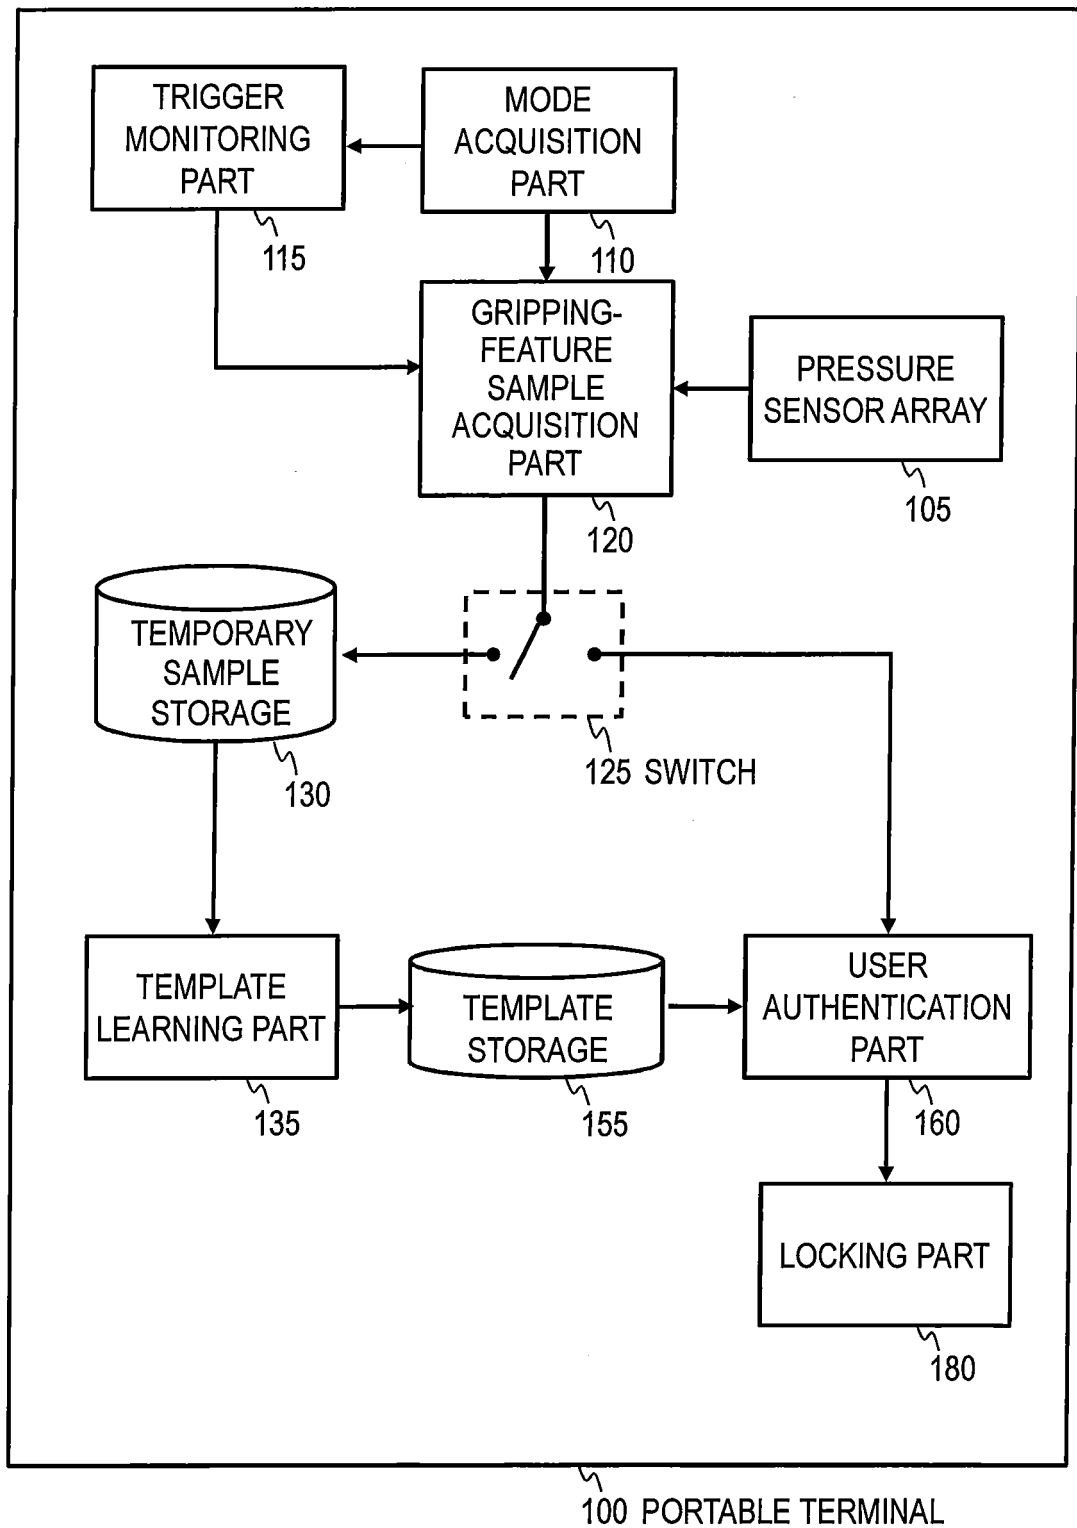 TRIGGER
MONITORING
PART
115
MODE
ACQUISITION
PART
110
GRIPPING-
FEATURE
SAMPLE
ACQUISITION
PART
120
PRESSURE
SENSOR ARRAY
105
TEMPORARY
SAMPLE
STORAGE
130
125 SWITCH
TEMPLATE
LEARNING PART
135
TEMPLATE
STORAGE
155
USER
AUTHENTICATION
PART
160
LOCKING PART
180
100 PORTABLE TERMINAL